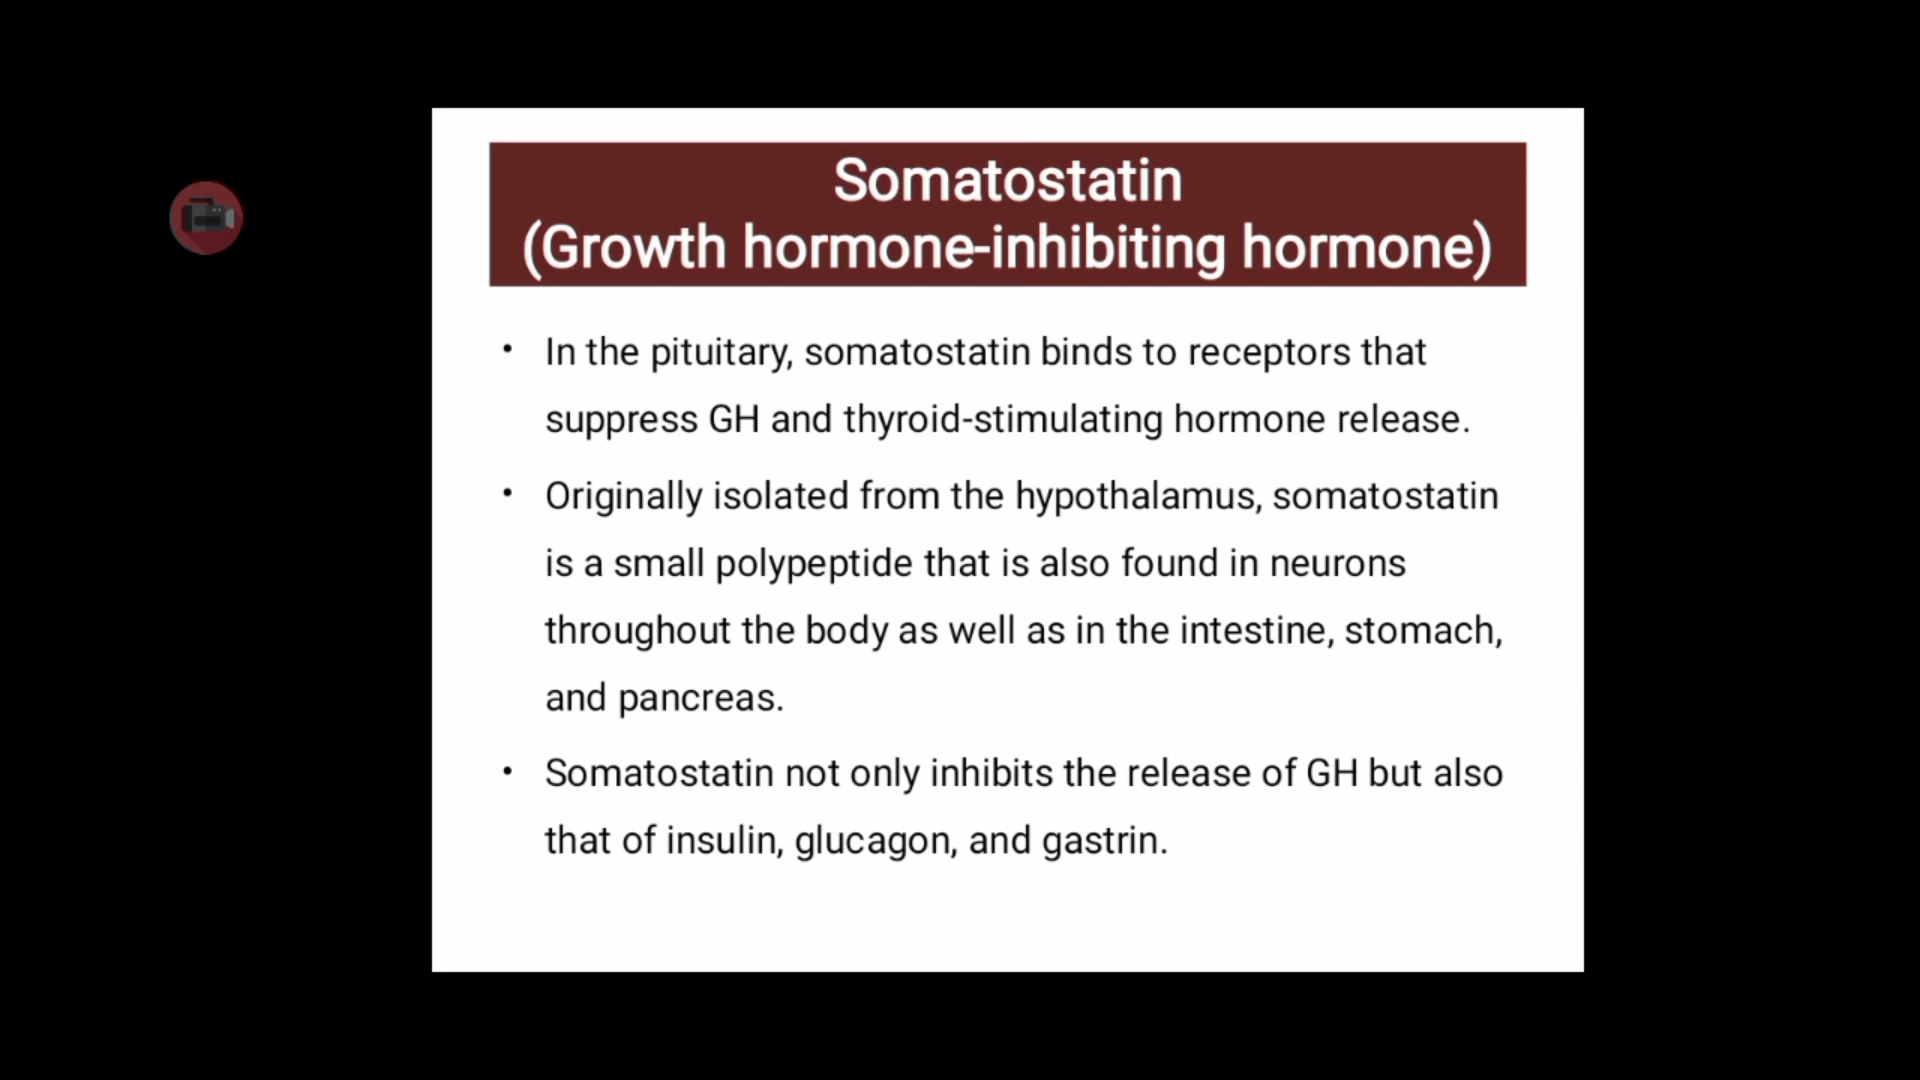 Somatostatin
(Growth hormone-inhibiting hormone)
• In the pituitary, somatostatin binds to receptors that
suppress GH and thyroid-stimulating hormone release.
• Originally isolated from the hypothalamus, somatostatin
is a small polypeptide that is also found in neurons
throughout the body as well as in the intestine, stomach,
and pancreas.
• Somatostatin not only inhibits the release of GH but also
that of insulin, glucagon, and gastrin.